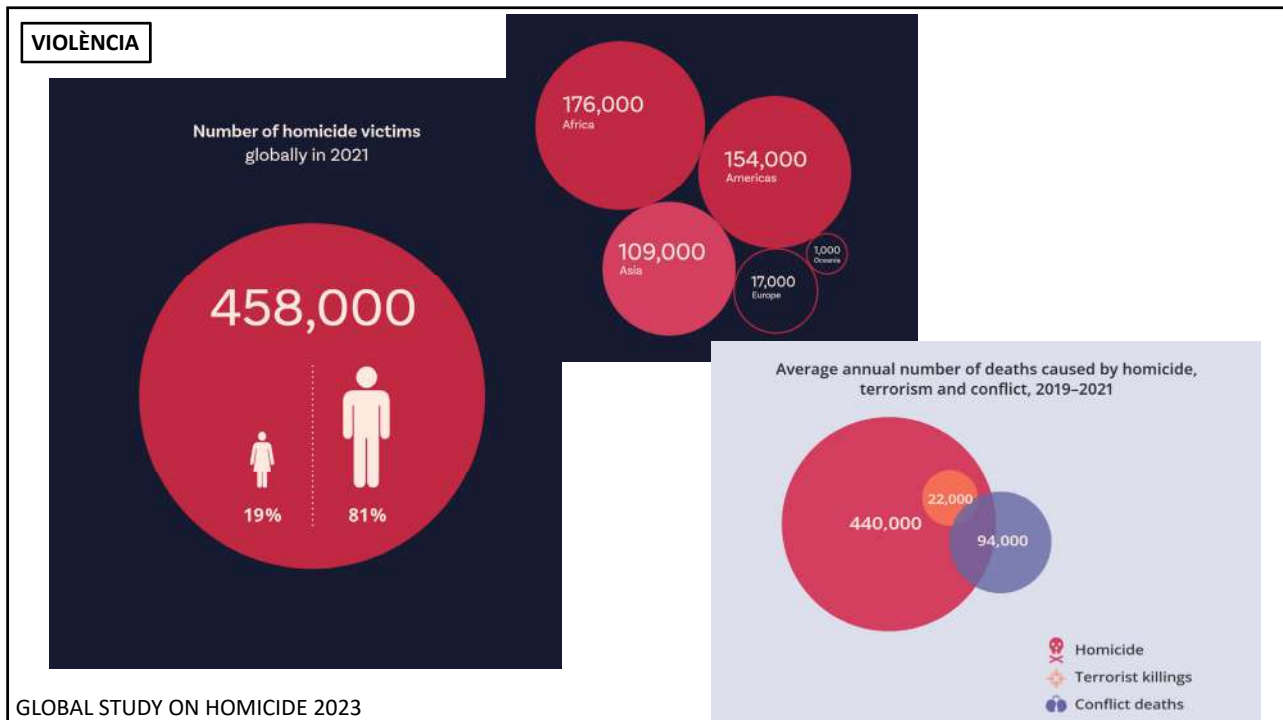 VIOLÈNCIA
Number of homicide victims
globally in 2021
458,000
19%
81%
176,000
Africa
154,000
Americas
109,000
Asia
17,000
Europe
1,000
Oceania
Average annual number of deaths caused by homicide,
terrorism and conflict, 2019–2021
440,000
22,000
94,000
Homicide
Terrorist killings
Conflict deaths
GLOBAL STUDY ON HOMICIDE 2023